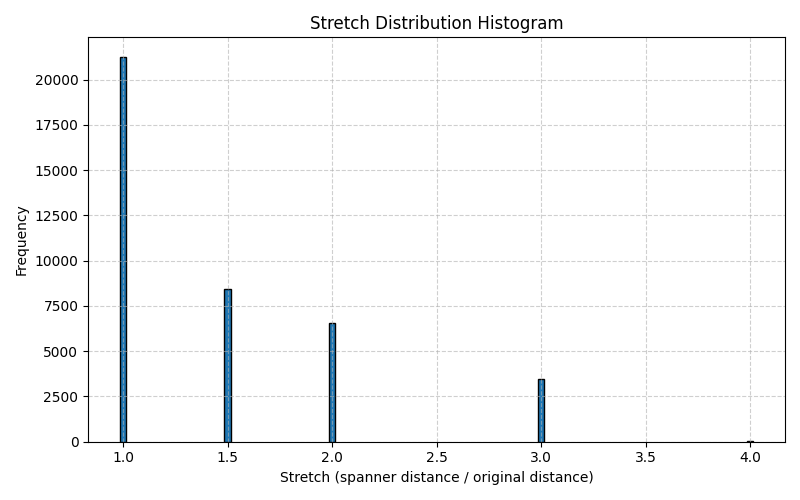 Stretch Distribution Histogram
Frequency
20000
17500
15000
12500
10000
7500
5000
2500
0
1.0 1.5 2.0 2.5 3.0 3.5 4.0
Stretch (spanner distance / original distance)